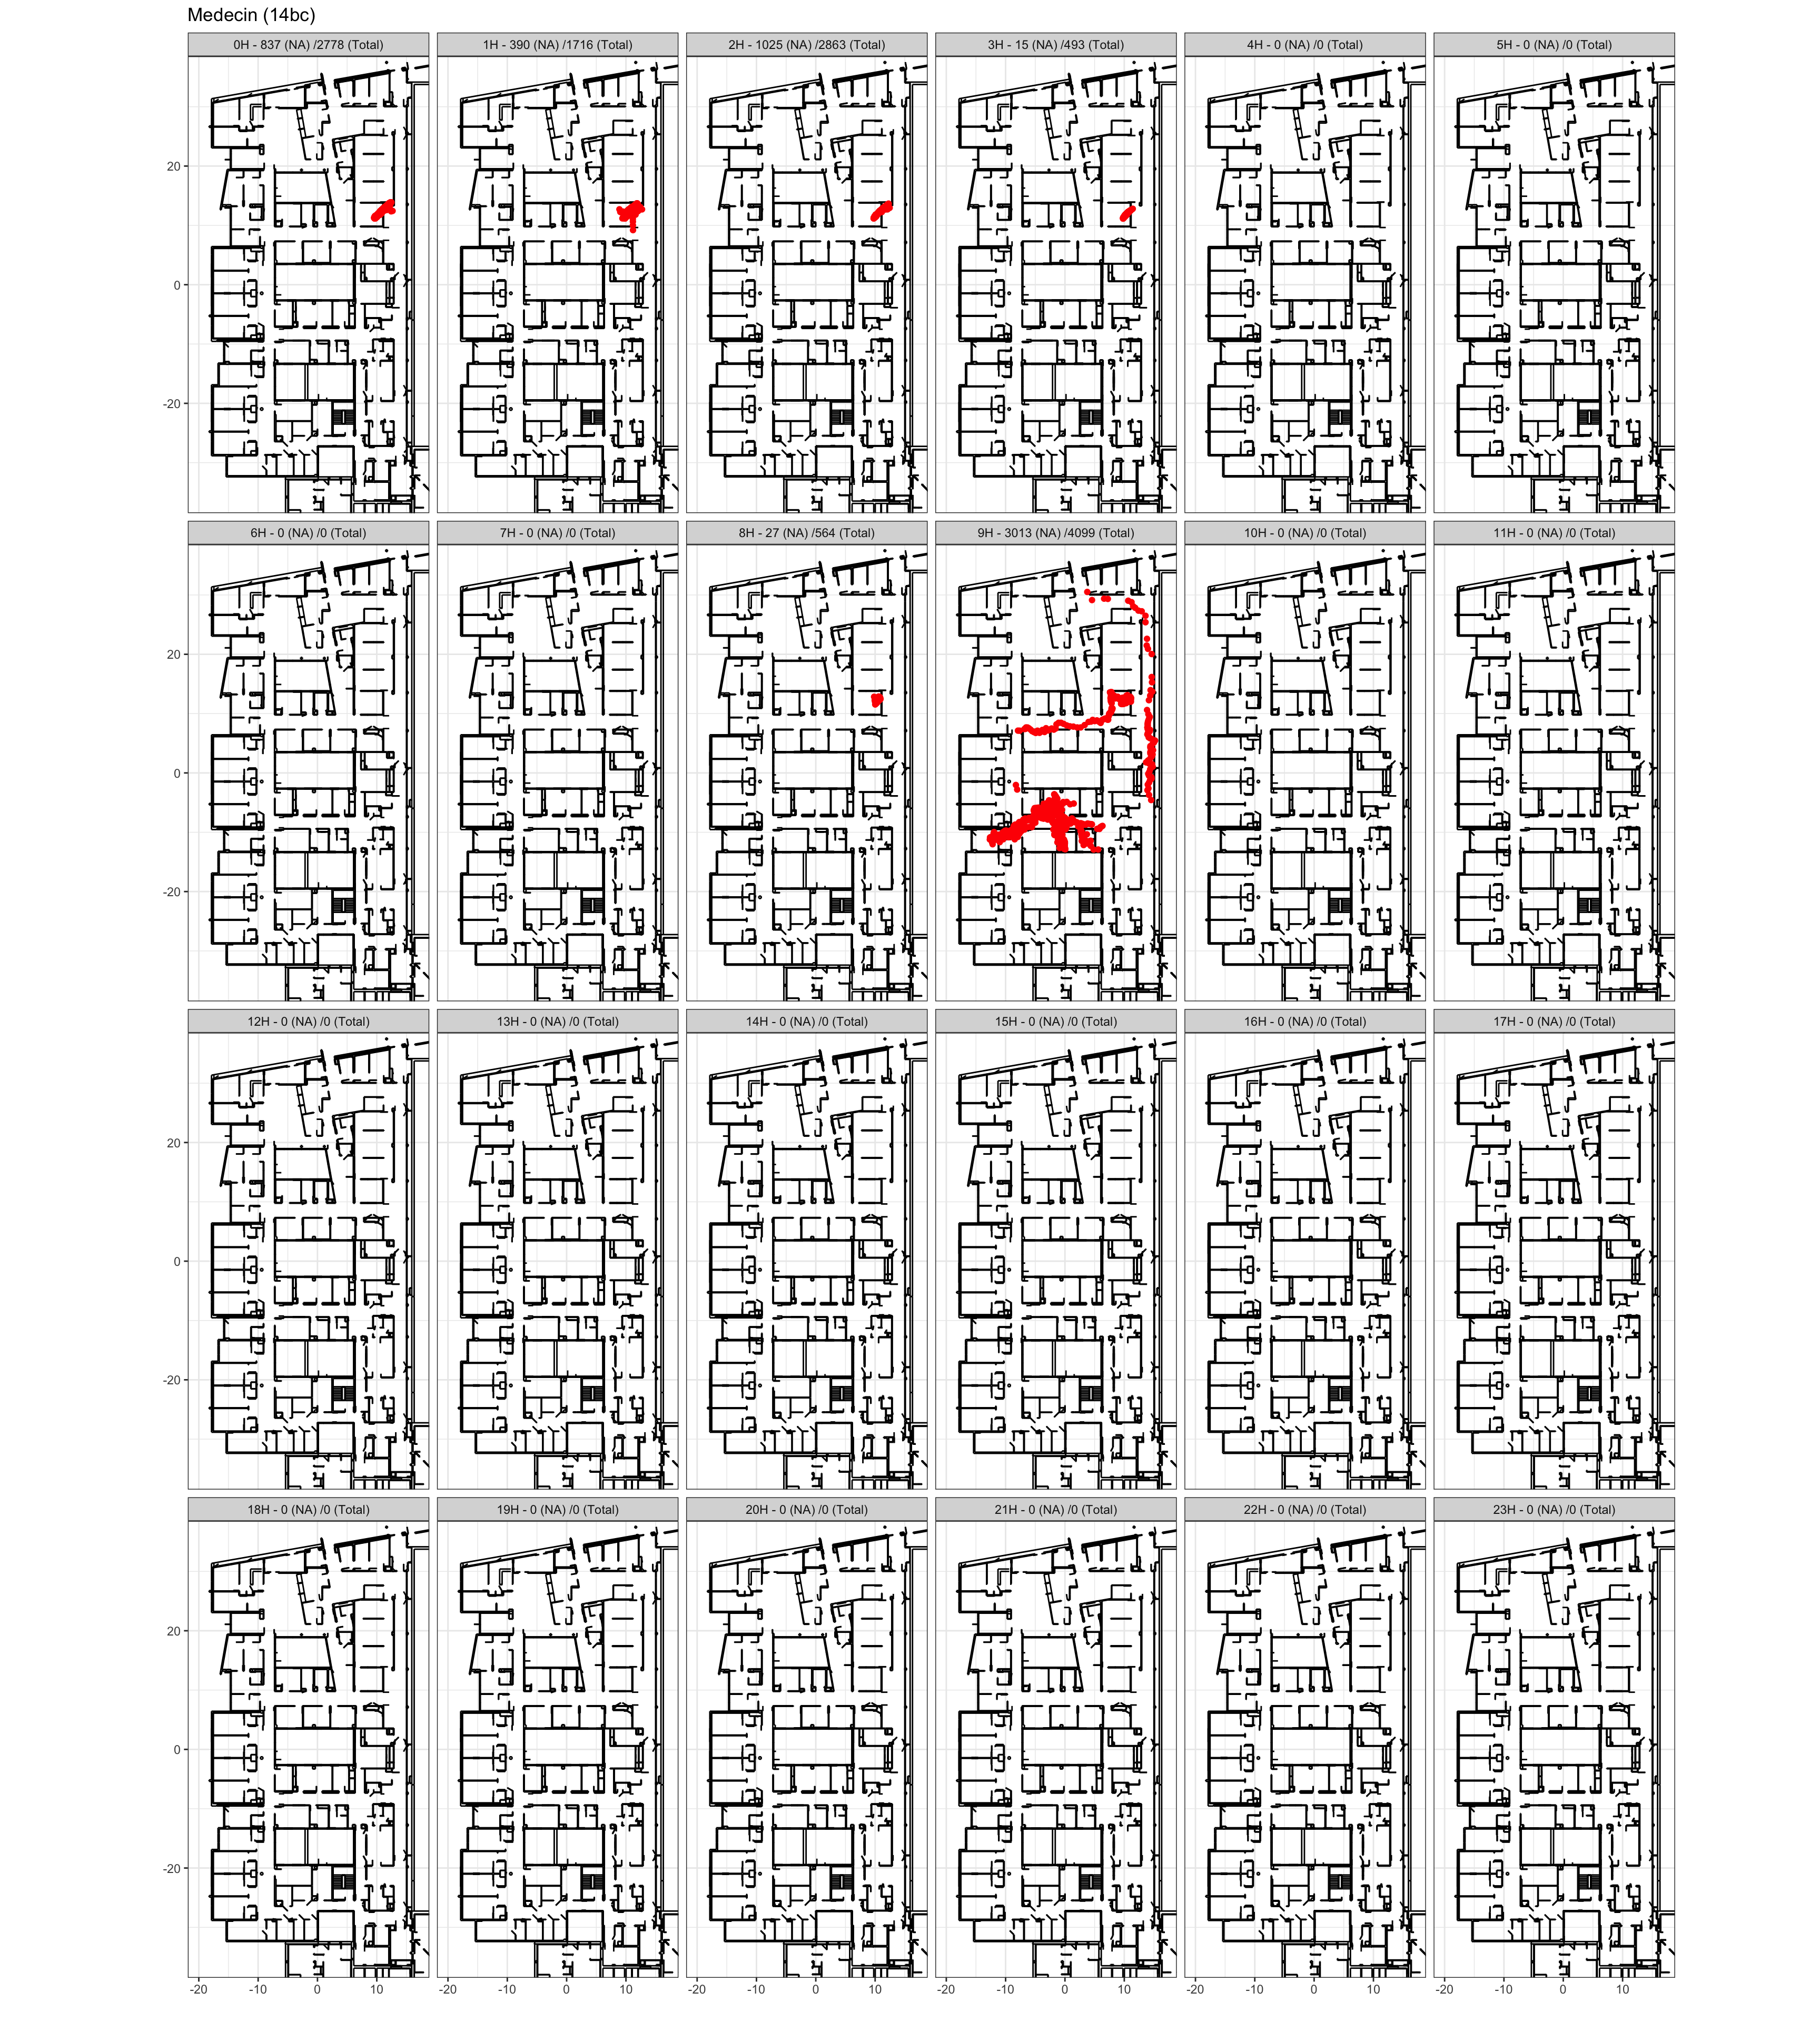 Medecin (14bc)
0H - 837 (NA) /2778 (Total) 1H - 390 (NA) /1716 (Total) 2H - 1025 (NA) /2863 (Total) 3H - 15 (NA) /493 (Total) 4H - 0 (NA) /0 (Total) 5H - 0 (NA) /0 (Total)
20
0
-20
6H - 0 (NA) /0 (Total) 7H - 0 (NA) /0 (Total) 8H - 27 (NA) /564 (Total) 9H - 3013 (NA) /4099 (Total) 10H - 0 (NA) /0 (Total) 11H - 0 (NA) /0 (Total)
20
0
-20
12H - 0 (NA) /0 (Total) 13H - 0 (NA) /0 (Total) 14H - 0 (NA) /0 (Total) 15H - 0 (NA) /0 (Total) 16H - 0 (NA) /0 (Total) 17H - 0 (NA) /0 (Total)
20
0
-20
18H - 0 (NA) /0 (Total) 19H - 0 (NA) /0 (Total) 20H - 0 (NA) /0 (Total) 21H - 0 (NA) /0 (Total) 22H - 0 (NA) /0 (Total) 23H - 0 (NA) /0 (Total)
20
0
-20
-20 -10 0 10 -20 -10 0 10 -20 -10 0 10 -20 -10 0 10 -20 -10 0 10 -20 -10 0 10